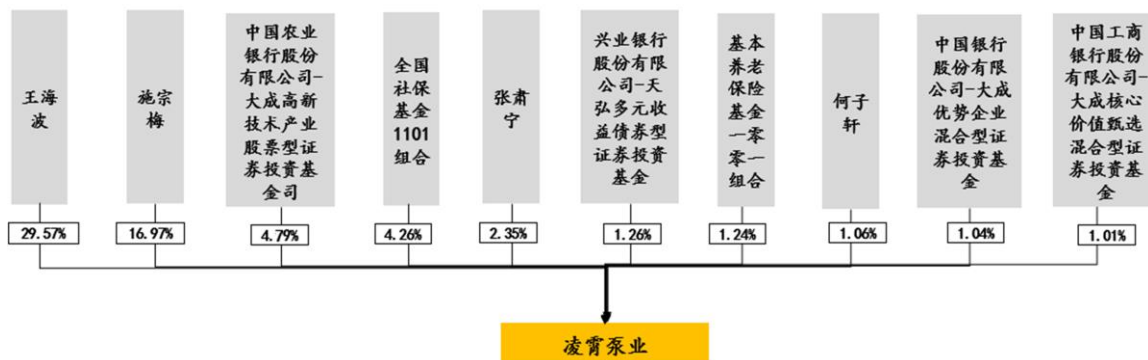 王海
波
施宗
梅
中国农业
银行股份
有限公司-
大成高新
技术产业
股票型证
券投资基
金司
全国
社保
基金
1101
组合
张肃
宁
兴业银行
股份有限
公司-天
弘多元收
益债券型
证券投资
基金
基本
养老
保险
基金
一零
零一
组合
何子
轩
中国银行
股份有限
公司-大成
优势企业
混合型证
券投资基
金
中国工商
银行股份
有限公司-
大成核心
价值甄选
混合型证
券投资基
金
29.57%
16.97%
4.79%
4.26%
2.35%
1.26%
1.24%
1.06%
1.04%
1.01%
凌霄泵业